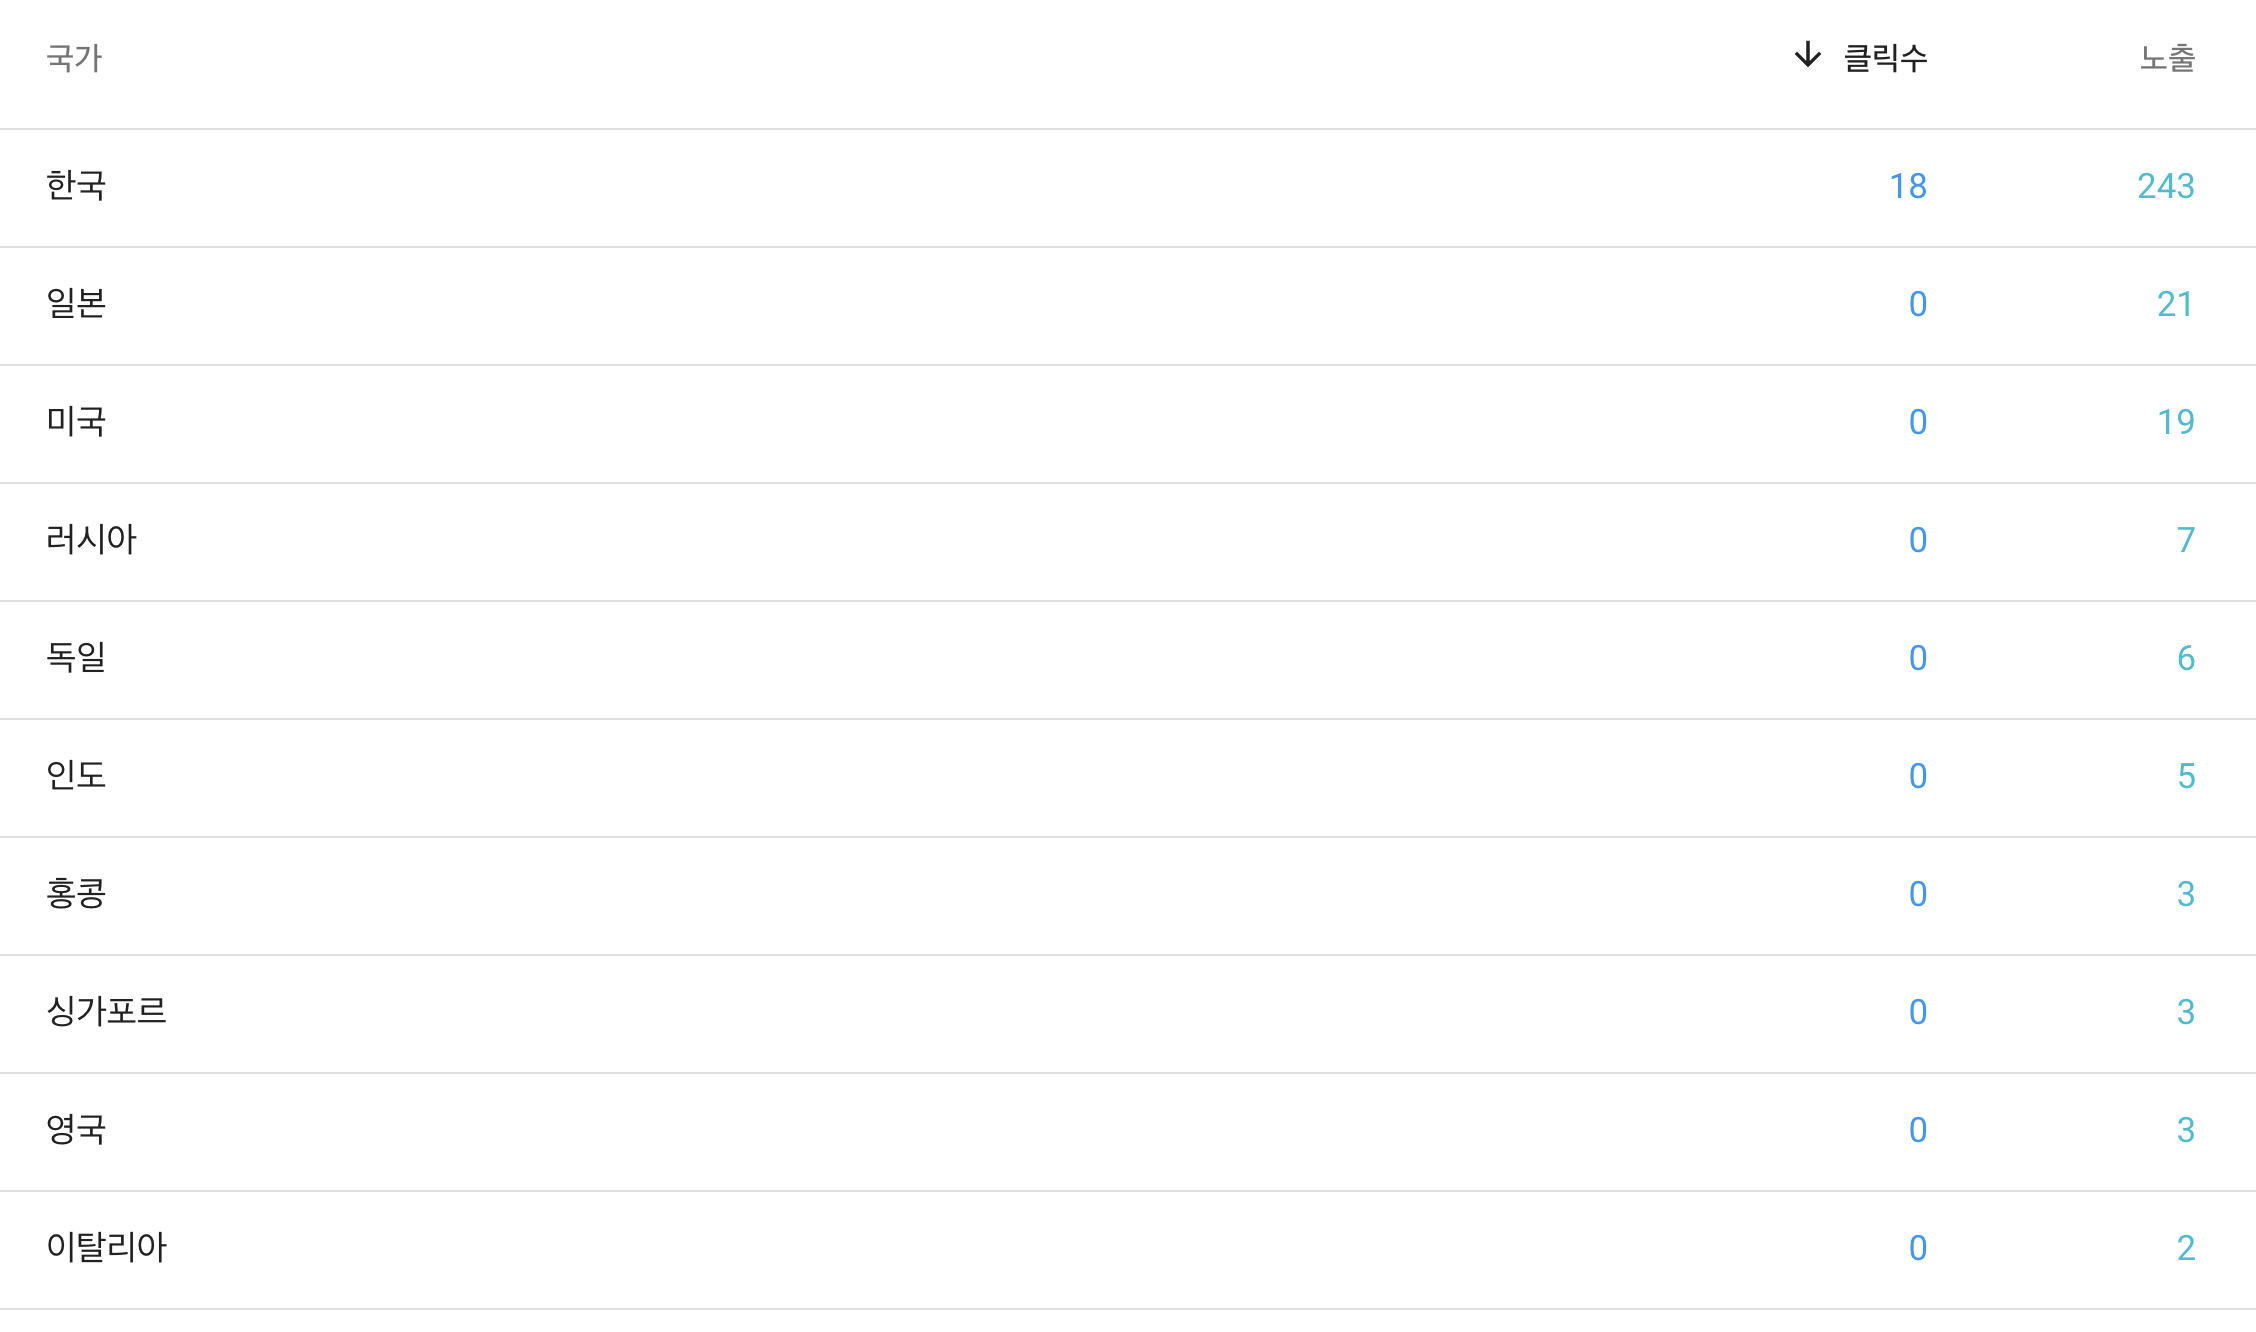 국가 클릭수 노출
한국 18 243
일본 0 21
미국 0 19
러시아 0 7
독일 0 6
인도 0 5
홍콩 0 3
싱가포르 0 3
영국 0 3
이탈리아 0 2